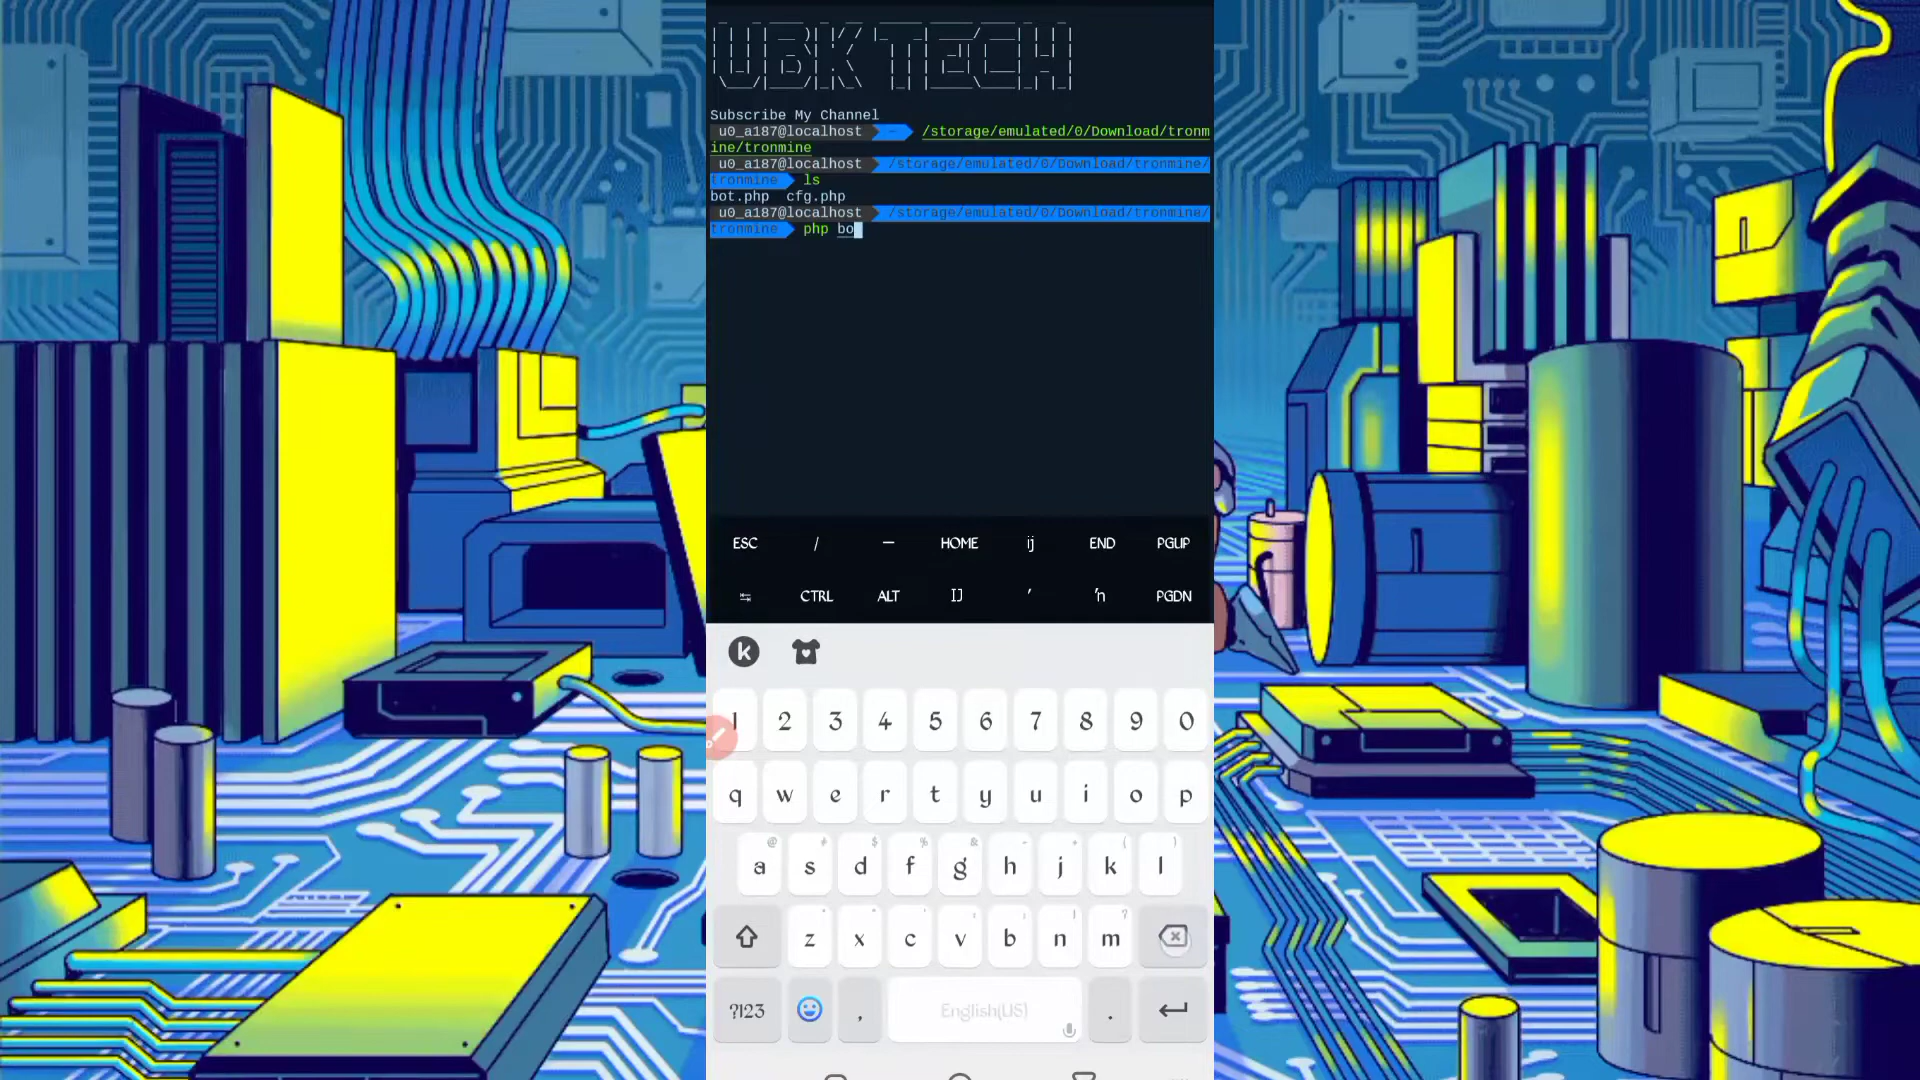 UBK TECH
Subscribe My Channel
u0_a187@localhost ~ /storage/emulated/0/Download/tronm
ine/tronmine
u0_a187@localhost /storage/emulated/0/Download/tronmine/
tronmine ls
bot.php cfg.php
u0_a187@localhost /storage/emulated/0/Download/tronmine/
tronmine php bo
ESC / — HOME ij END PGUP
⇆ CTRL ALT IJ ʼ ŉ PGDN
k
1 2 3 4 5 6 7 8 9 0
q w e r t y u i o p
a s d f g h j k l
z x c v b n m
?123 , English(US) .